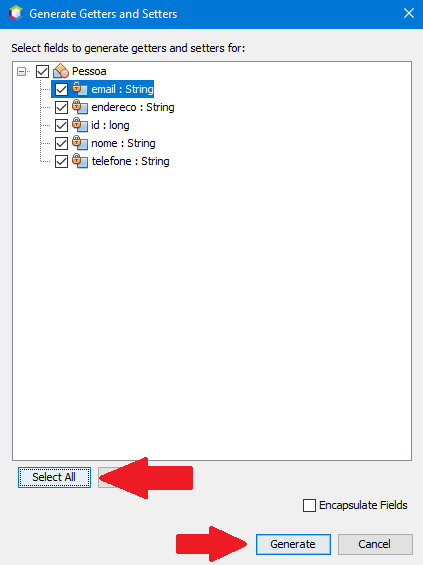 Generate Getters and Setters
Select fields to generate getters and setters for:
Pessoa
email : String
endereco : String
id : long
nome : String
telefone : String
Select All
Encapsulate Fields
Generate
Cancel